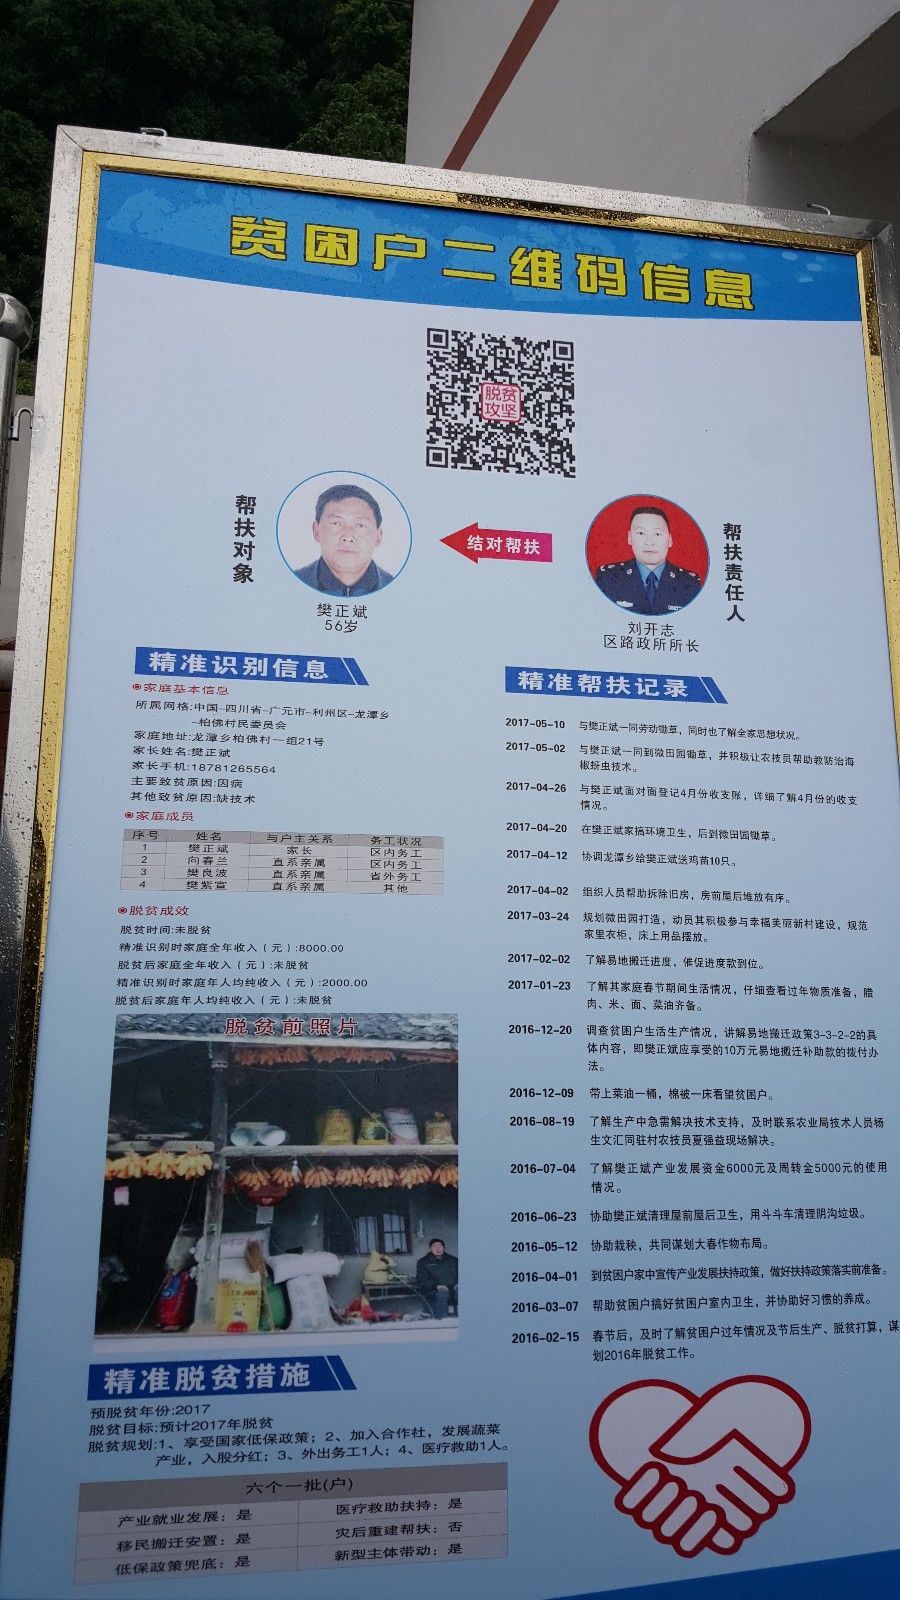 贫困户二维码信息
脱贫
攻坚
帮扶对象
结对帮扶
帮扶责任人
樊正斌
56岁
刘开志
区路政所所长
精准识别信息
◉家庭基本信息
所属网格:中国-四川省-广元市-利州区-龙潭乡
-柏佛村民委员会
家庭地址:龙潭乡柏佛村一组21号
家长姓名:樊正斌
家长手机:18781265564
主要致贫原因:因病
其他致贫原因:缺技术
◉家庭成员
序号 姓名 与户主关系 务工状况
1 樊正斌 家长 区内务工
2 向春兰 直系亲属 区内务工
3 樊良波 直系亲属 省外务工
4 樊紫宣 直系亲属 其他
◉脱贫成效
脱贫时间:未脱贫
精准识别时家庭全年收入（元）:8000.00
脱贫后家庭全年收入（元）:未脱贫
精准识别时家庭年人均纯收入（元）:2000.00
脱贫后家庭年人均纯收入（元）:未脱贫
脱贫前照片
精准脱贫措施
预脱贫年份:2017
脱贫目标:预计2017年脱贫
脱贫规划:1、享受国家低保政策；2、加入合作社，发展蔬菜
产业，入股分红；3、外出务工1人；4、医疗救助1人。
六个一批(户)
产业就业发展：是 医疗救助扶持：是
移民搬迁安置：是 灾后重建帮扶：否
低保政策兜底：是 新型主体带动：是
精准帮扶记录
2017-05-10 与樊正斌一同劳动锄草，同时也了解全家思想状况。
2017-05-02 与樊正斌一同到微田园锄草，并积极让农技员帮助教防治海
椒蚜虫技术。
2017-04-26 与樊正斌面对面登记4月份收支账，详细了解4月份的收支
情况。
2017-04-20 在樊正斌家搞环境卫生，后到微田园锄草。
2017-04-12 协调龙潭乡给樊正斌送鸡苗10只。
2017-04-02 组织人员帮助拆除旧房，房前屋后堆放有序。
2017-03-24 规划微田园打造，动员其积极参与幸福美丽新村建设，规范
家里衣柜，床上用品摆放。
2017-02-02 了解易地搬迁进度，催促进度款到位。
2017-01-23 了解其家庭春节期间生活情况，仔细查看过年物质准备，腊
肉、米、面、菜油齐备。
2016-12-20 调查贫困户生活生产情况，讲解易地搬迁政策3-3-2-2的具
体内容，即樊正斌应享受的10万元易地搬迁补助款的拨付办
法。
2016-12-09 带上菜油一桶，棉被一床看望贫困户。
2016-08-19 了解生产中急需解决技术支持，及时联系农业局技术人员杨
生文汇同驻村农技员夏强益现场解决。
2016-07-04 了解樊正斌产业发展资金6000元及周转金5000元的使用
情况。
2016-06-23 协助樊正斌清理屋前屋后卫生，用斗斗车清理阴沟垃圾。
2016-05-12 协助栽秧，共同谋划大春作物布局。
2016-04-01 到贫困户家中宣传产业发展扶持政策，做好扶持政策落实前准备。
2016-03-07 帮助贫困户搞好贫困户室内卫生，并协助好习惯的养成。
2016-02-15 春节后，及时了解贫困户过年情况及节后生产、脱贫打算，谋
划2016年脱贫工作。